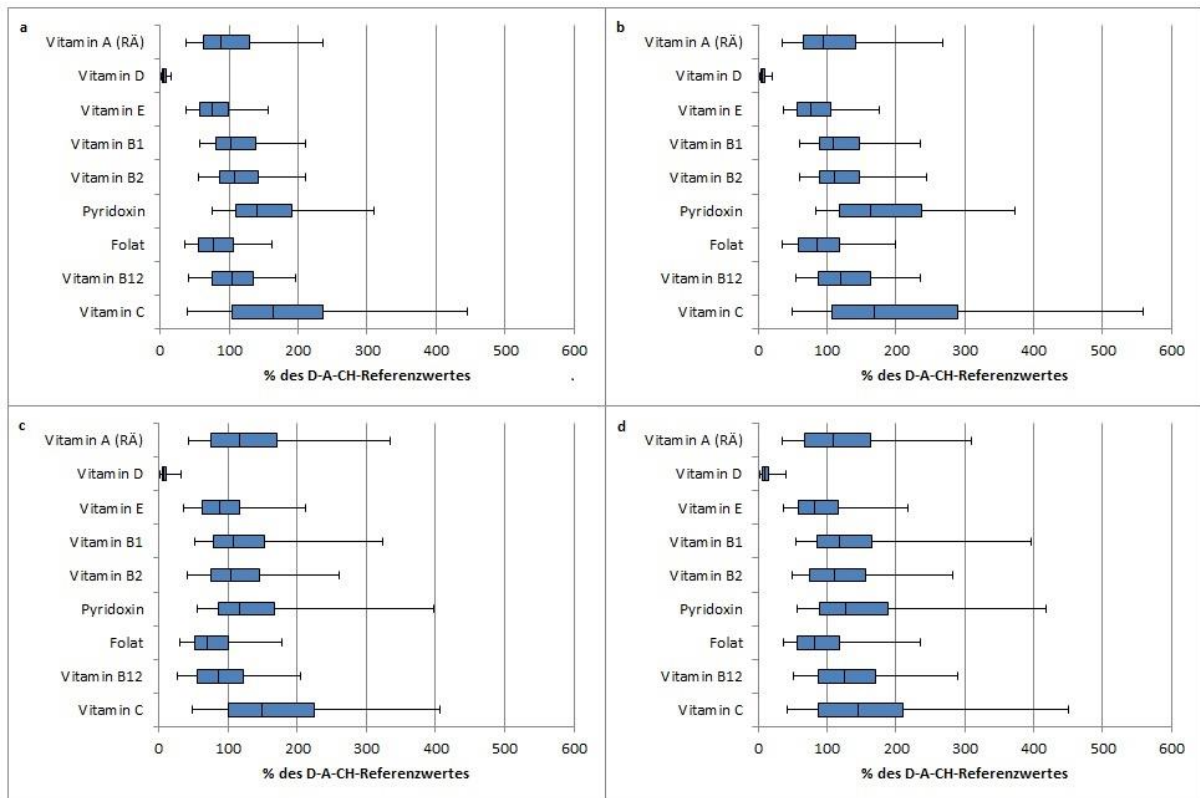 a
Vitamin A (RÄ)
Vitamin D
Vitamin E
Vitamin B1
Vitamin B2
Pyridoxin
Folat
Vitamin B12
Vitamin C
0 100 200 300 400 500 600
% des D-A-CH-Referenzwertes .
b
Vitamin A (RÄ)
Vitamin D
Vitamin E
Vitamin B1
Vitamin B2
Pyridoxin
Folat
Vitamin B12
Vitamin C
0 100 200 300 400 500 600
% des D-A-CH-Referenzwertes
c
Vitamin A (RÄ)
Vitamin D
Vitamin E
Vitamin B1
Vitamin B2
Pyridoxin
Folat
Vitamin B12
Vitamin C
0 100 200 300 400 500 600
% des D-A-CH-Referenzwertes
d
Vitamin A (RÄ)
Vitamin D
Vitamin E
Vitamin B1
Vitamin B2
Pyridoxin
Folat
Vitamin B12
Vitamin C
0 100 200 300 400 500 600
% des D-A-CH-Referenzwertes